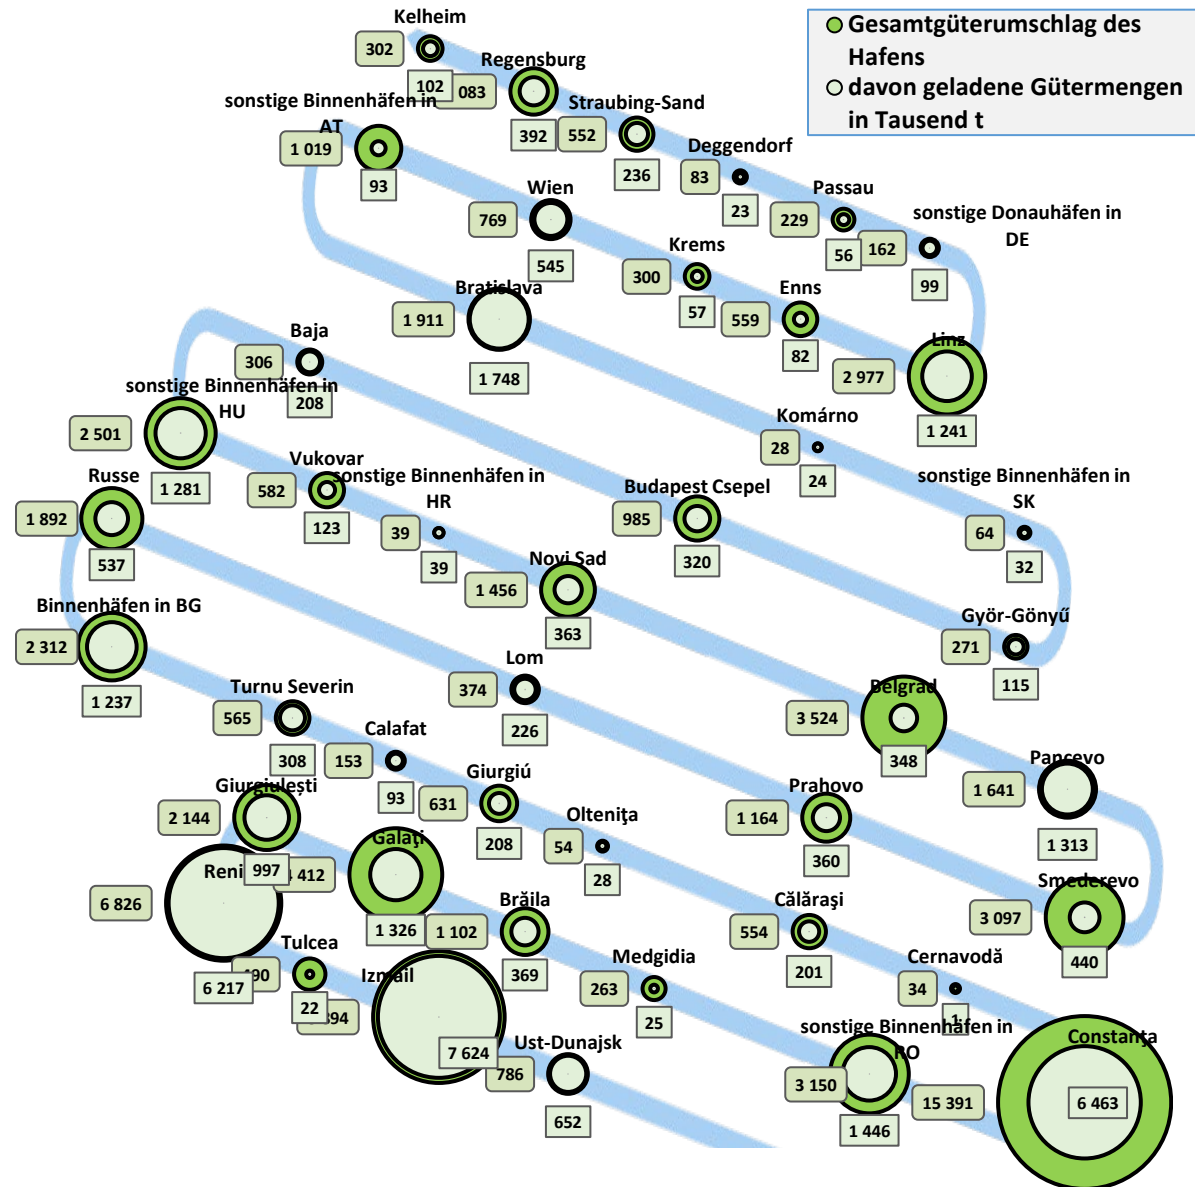 Gesamtgüterumschlag des
Hafens
davon geladene Gütermengen
in Tausend t
Kelheim
302
102
Regensburg
083
392
Straubing-Sand
552
236
Deggendorf
83
23
Passau
229
56
sonstige Donauhäfen in
DE
162
99
sonstige Binnenhäfen in
AT
1 019
93
Wien
769
545
Krems
300
57
Enns
559
82
Linz
2 977
1 241
Bratislava
1 911
1 748
Komárno
28
24
sonstige Binnenhäfen in
SK
64
32
Baja
306
208
Budapest Csepel
985
320
Györ-Gönyű
271
115
sonstige Binnenhäfen in
HU
2 501
1 281
Vukovar
582
123
sonstige Binnenhäfen in
HR
39
39
Novi Sad
1 456
363
Belgrad
3 524
348
Pancevo
1 641
1 313
Russe
1 892
537
Lom
374
226
Prahovo
1 164
360
Smederevo
3 097
440
Binnenhäfen in BG
2 312
1 237
Turnu Severin
565
308
Calafat
153
93
Giurgiú
631
208
Olteniţa
54
28
Călăraşi
554
201
Cernavodă
34
1
Constanţa
15 391
6 463
Giurgiulești
2 144
997
Galaţi
412
1 326
Brăila
1 102
369
Medgidia
263
25
sonstige Binnenhäfen in
RO
3 150
1 446
Reni
6 826
6 217
Tulcea
490
22
Izmail
394
7 624
Ust-Dunajsk
786
652